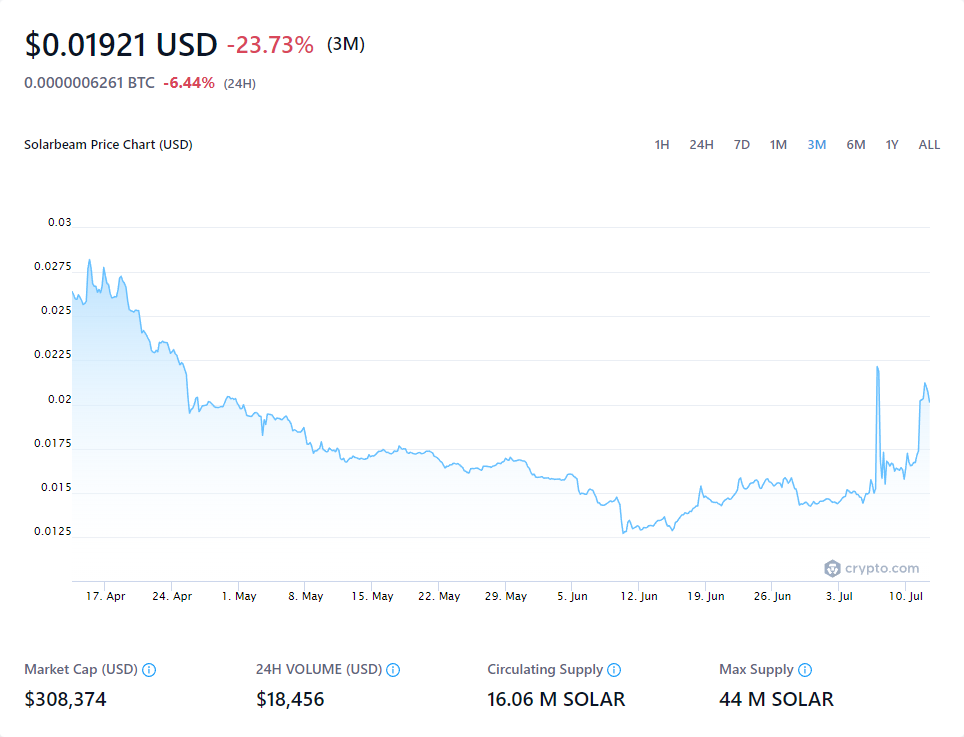 $0.01921 USD -23.73% (3M)
0.0000006261 BTC -6.44% (24H)
Solarbeam Price Chart (USD) 1H 24H 7D 1M 3M 6M 1Y ALL
0.03
0.0275
0.025
0.0225
0.02
0.0175
0.015
0.0125
crypto.com
17. Apr 24. Apr 1. May 8. May 15. May 22. May 29. May 5. Jun 12. Jun 19. Jun 26. Jun 3. Jul 10. Jul
Market Cap (USD) 24H VOLUME (USD) Circulating Supply Max Supply
$308,374 $18,456 16.06 M SOLAR 44 M SOLAR